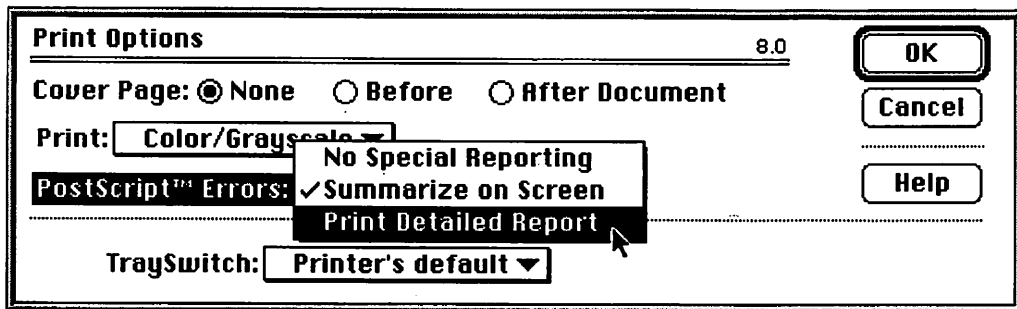 Print Options 8.0 OK
Cover Page: None Before After Document
Cancel
Print: Color/Grayscale
No Special Reporting
PostScript™ Errors: ✓Summarize on Screen Help
Print Detailed Report
TraySwitch: Printer's default